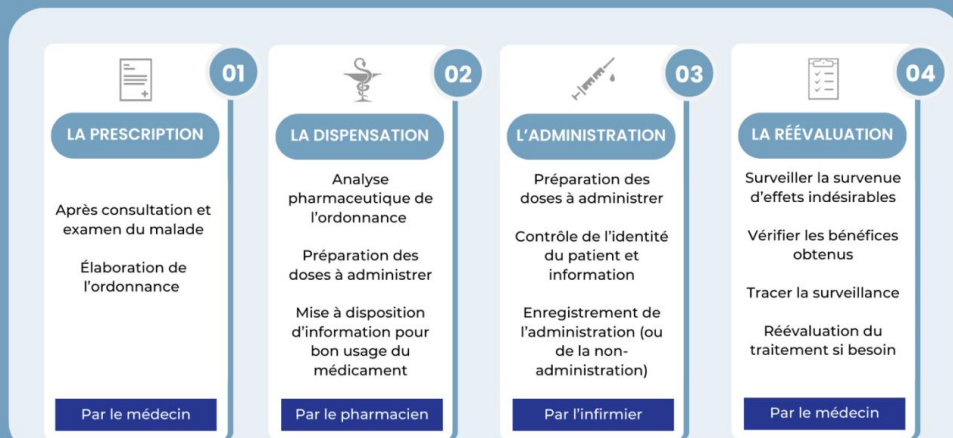 01
LA PRESCRIPTION
Après consultation et
examen du malade
Élaboration de
l'ordonnance
Par le médecin
02
LA DISPENSATION
Analyse
pharmaceutique de
l'ordonnance
Préparation des
doses à administrer
Mise à disposition
d'information pour
bon usage du
médicament
Par le pharmacien
03
L'ADMINISTRATION
Préparation des
doses à administrer
Contrôle de l'identité
du patient et
information
Enregistrement de
l'administration (ou
de la non-
administration)
Par l'infirmier
04
LA RÉÉVALUATION
Surveiller la survenue
d'effets indésirables
Vérifier les bénéfices
obtenus
Tracer la surveillance
Réévaluation du
traitement si besoin
Par le médecin